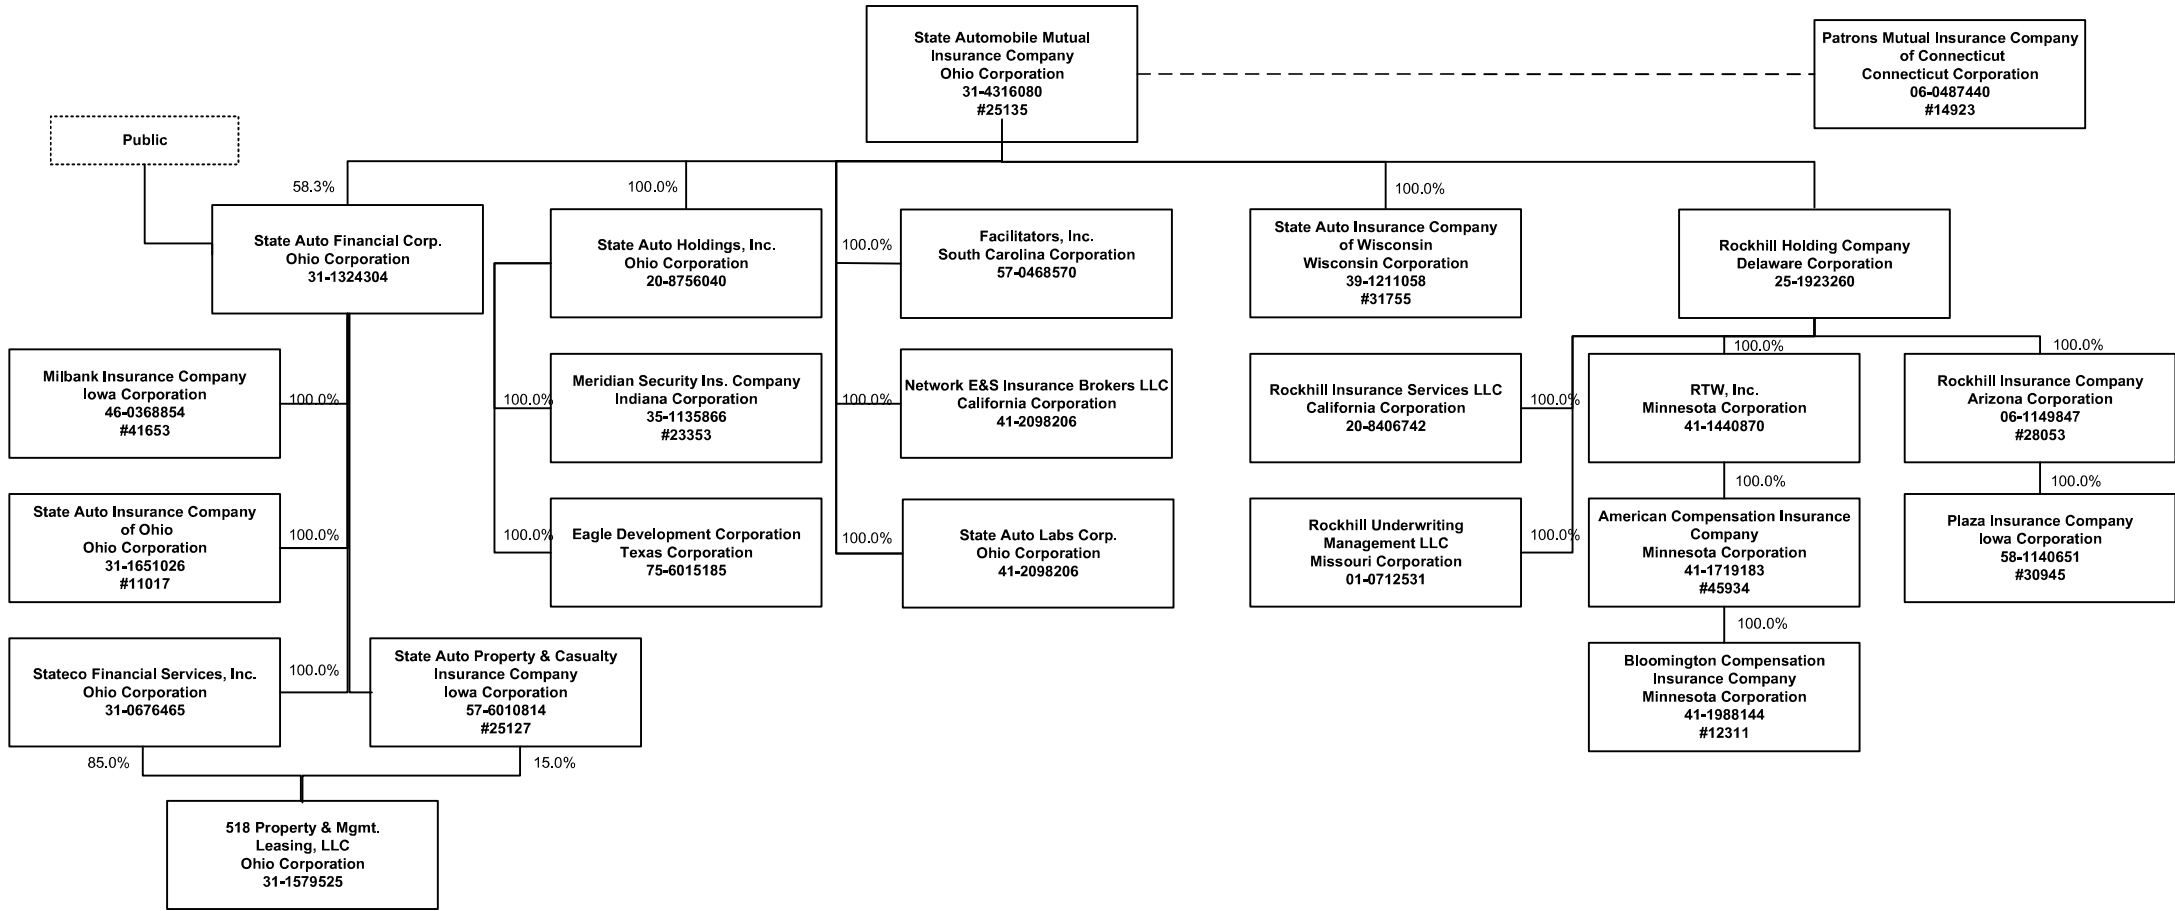 State Automobile Mutual
Insurance Company
Ohio Corporation
31-4316080
#25135
Patrons Mutual Insurance Company
of Connecticut
Connecticut Corporation
06-0487440
#14923
Public
58.3%
100.0%
100.0%
State Auto Financial Corp.
Ohio Corporation
31-1324304
State Auto Holdings, Inc.
Ohio Corporation
20-8756040
100.0%
Facilitators, Inc.
South Carolina Corporation
57-0468570
State Auto Insurance Company
of Wisconsin
Wisconsin Corporation
39-1211058
#31755
Rockhill Holding Company
Delaware Corporation
25-1923260
100.0%
100.0%
Milbank Insurance Company
Iowa Corporation
46-0368854
#41653
100.0%
100.0%
Meridian Security Ins. Company
Indiana Corporation
35-1135866
#23353
100.0%
Network E&S Insurance Brokers LLC
California Corporation
41-2098206
Rockhill Insurance Services LLC
California Corporation
20-8406742
100.0%
RTW, Inc.
Minnesota Corporation
41-1440870
Rockhill Insurance Company
Arizona Corporation
06-1149847
#28053
100.0%
100.0%
State Auto Insurance Company
of Ohio
Ohio Corporation
31-1651026
#11017
100.0%
100.0%
Eagle Development Corporation
Texas Corporation
75-6015185
100.0%
State Auto Labs Corp.
Ohio Corporation
41-2098206
Rockhill Underwriting
Management LLC
Missouri Corporation
01-0712531
100.0%
American Compensation Insurance
Company
Minnesota Corporation
41-1719183
#45934
Plaza Insurance Company
Iowa Corporation
58-1140651
#30945
100.0%
Stateco Financial Services, Inc.
Ohio Corporation
31-0676465
100.0%
State Auto Property & Casualty
Insurance Company
Iowa Corporation
57-6010814
#25127
Bloomington Compensation
Insurance Company
Minnesota Corporation
41-1988144
#12311
85.0%
15.0%
518 Property & Mgmt.
Leasing, LLC
Ohio Corporation
31-1579525